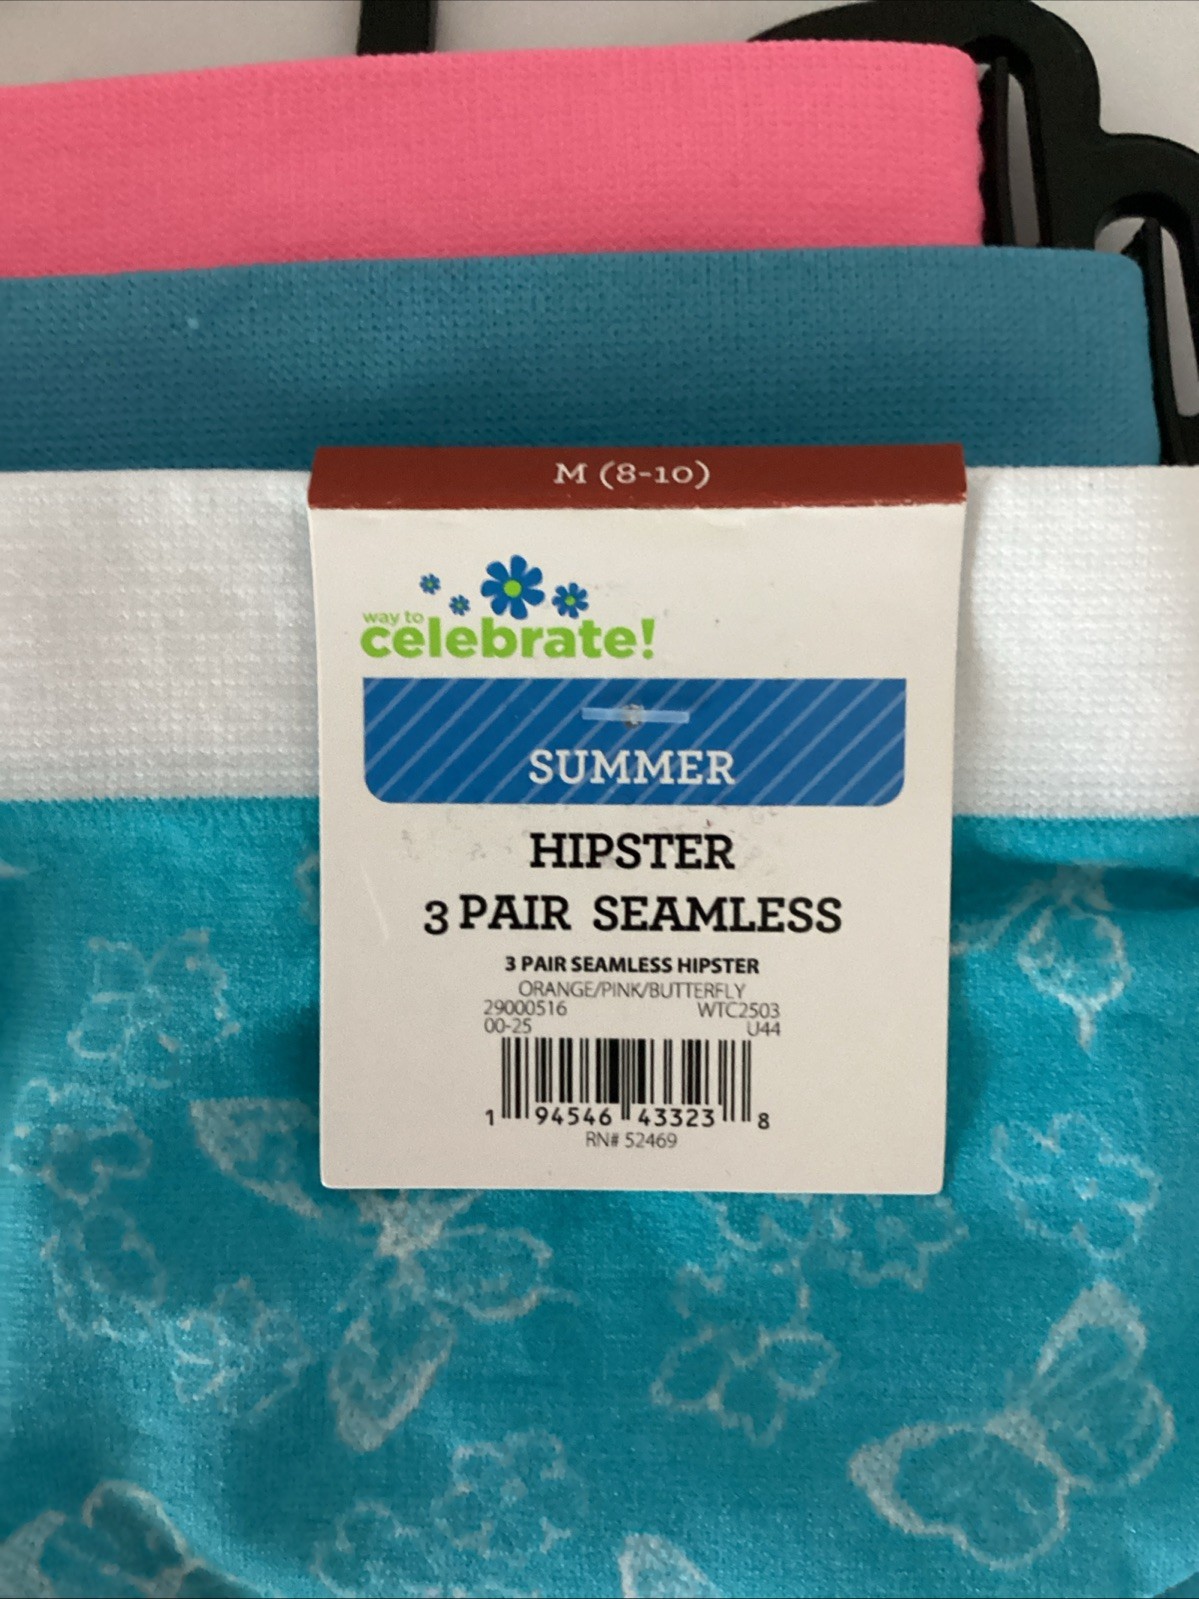 M (8-10)
way to
celebrate!
SUMMER
HIPSTER
3 PAIR SEAMLESS
3 PAIR SEAMLESS HIPSTER
ORANGE/PINK/BUTTERFLY
29000516 WTC2503
00-25 U44
1 94546 43323 8
RN# 52469